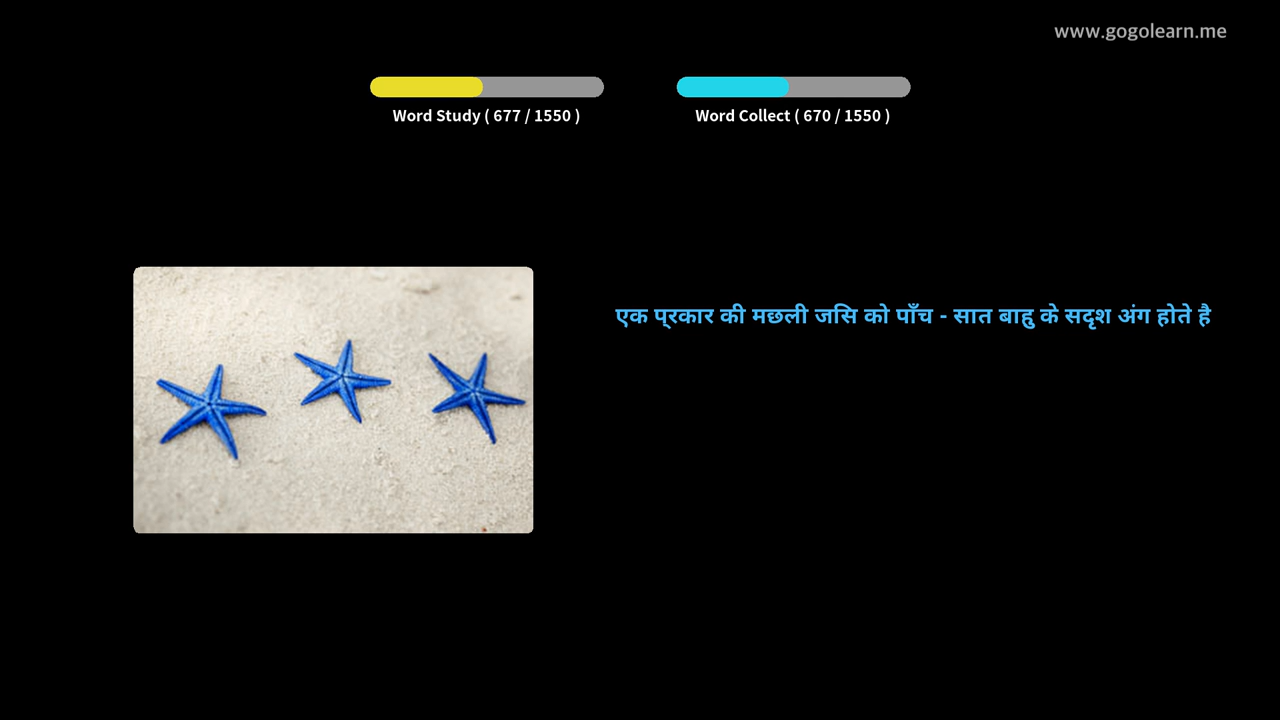 www.gogolearn.me
Word Study ( 677 / 1550 )
Word Collect ( 670 / 1550 )
एक प्रकार की मछली जसि को पाँच - सात बाहु के सदृश अंग होते है